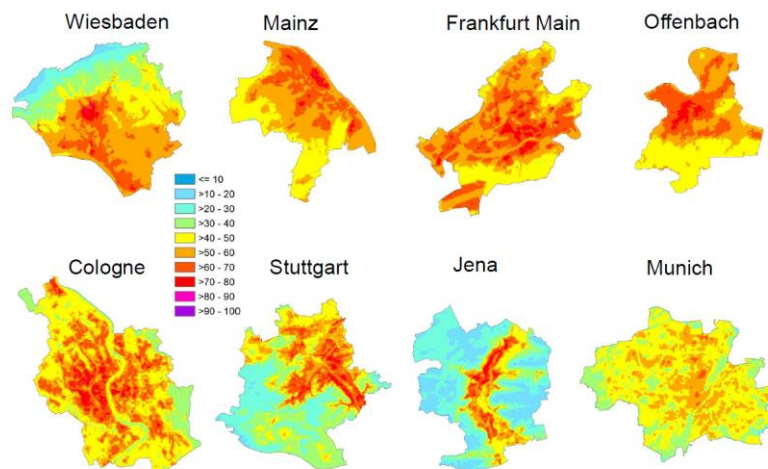 Wiesbaden
Mainz
Frankfurt Main
Offenbach
<= 10
>10 - 20
>20 - 30
>30 - 40
>40 - 50
>50 - 60
>60 - 70
>70 - 80
>80 - 90
>90 - 100
Cologne
Stuttgart
Jena
Munich